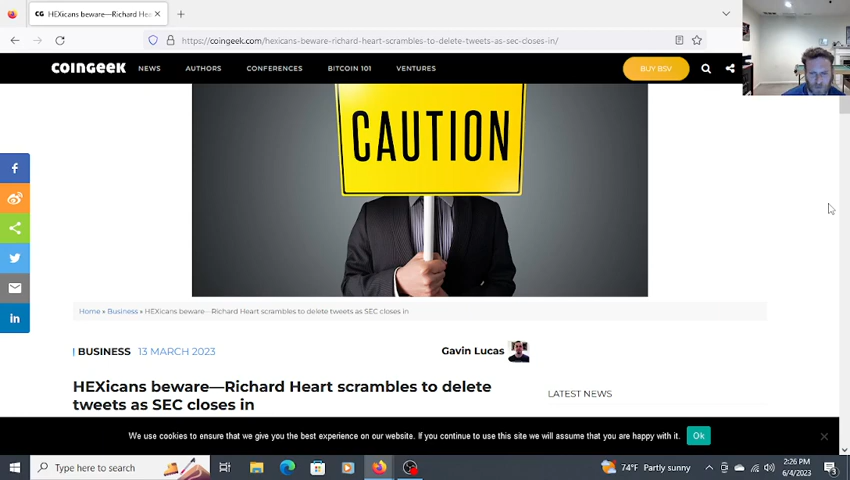 CG HEXicans beware—Richard Hea
https://coingeek.com/hexicans-beware-richard-heart-scrambles-to-delete-tweets-as-sec-closes-in/
COINGEEK NEWS AUTHORS CONFERENCES BITCOIN 101 VENTURES BUY BSV
CAUTION
f
in
Home » Business » HEXicans beware—Richard Heart scrambles to delete tweets as SEC closes in
BUSINESS 13 MARCH 2023 Gavin Lucas
HEXicans beware—Richard Heart scrambles to delete
tweets as SEC closes in
LATEST NEWS
We use cookies to ensure that we give you the best experience on our website. If you continue to use this site we will assume that you are happy with it. Ok
Type here to search
74°F Partly sunny
2:26 PM
6/4/2023
3